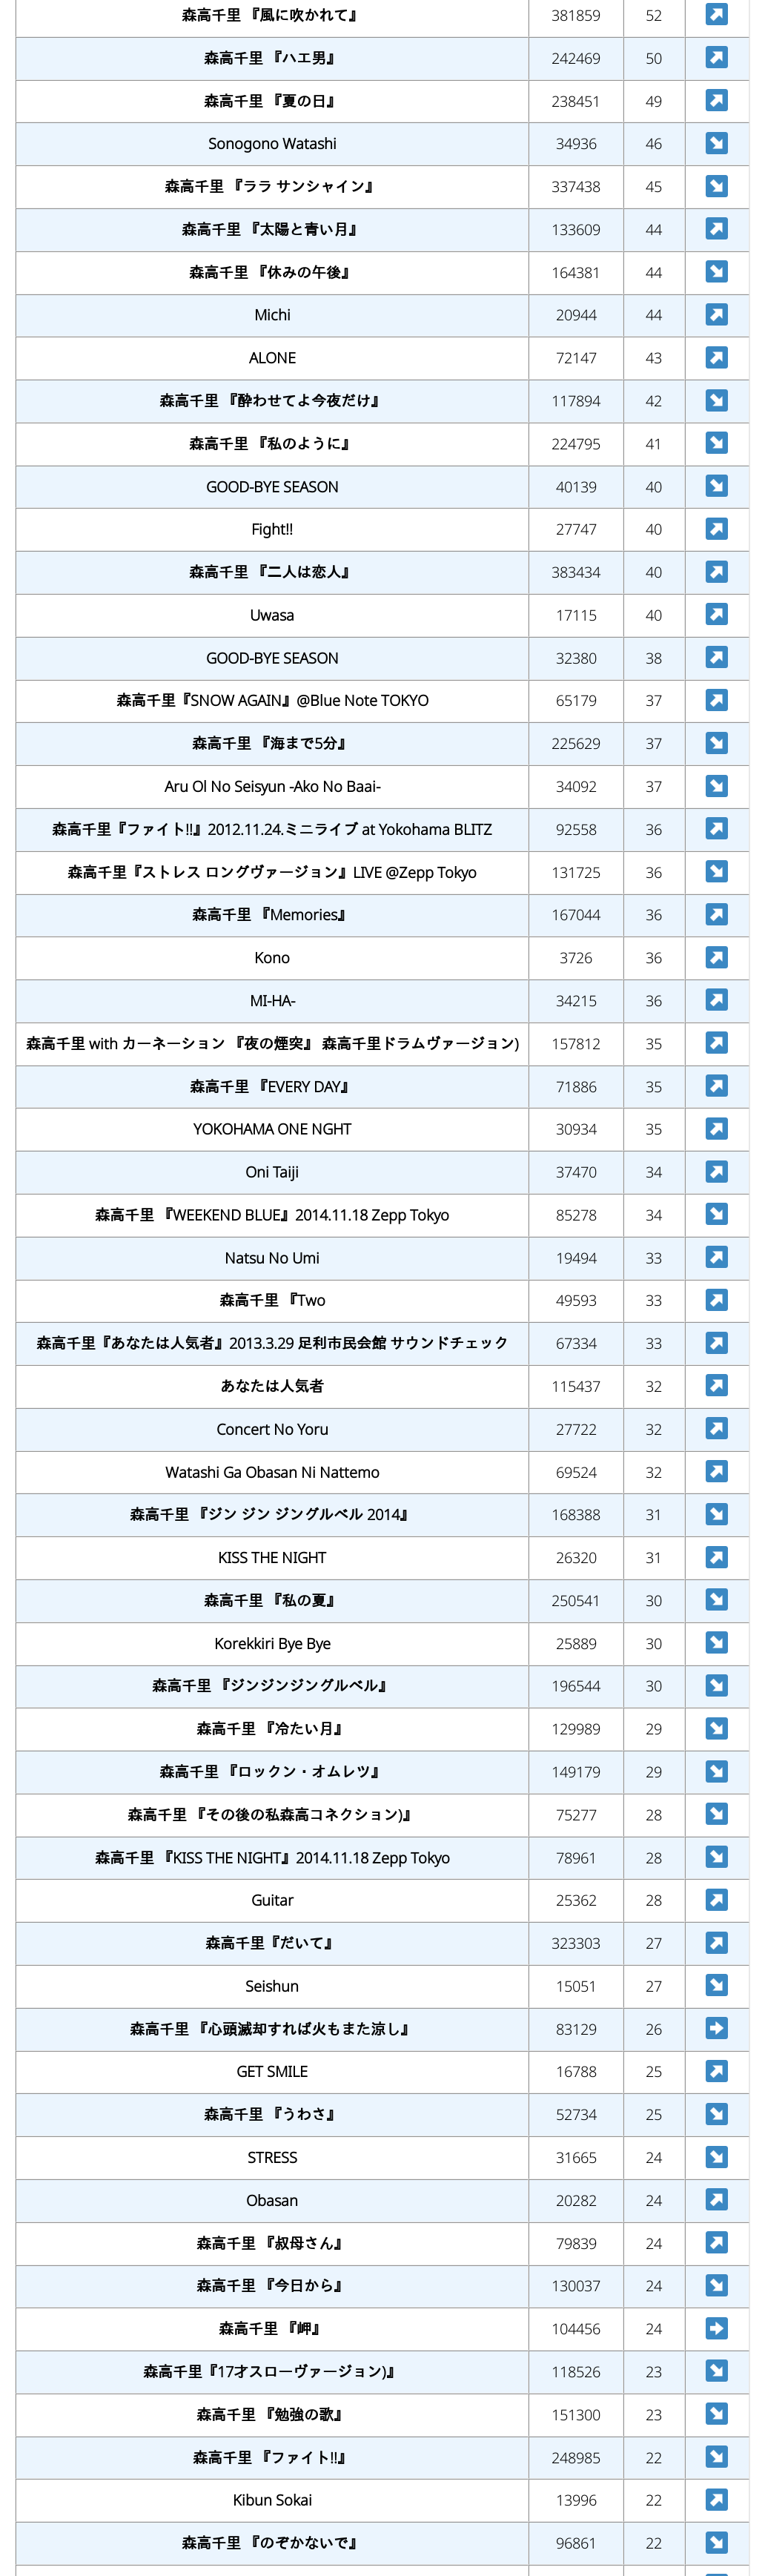 森高千里 『風に吹かれて』 381859 52
森高千里 『ハエ男』 242469 50
森高千里 『夏の日』 238451 49
Sonogono Watashi 34936 46
森高千里 『ララ サンシャイン』 337438 45
森高千里 『太陽と青い月』 133609 44
森高千里 『休みの午後』 164381 44
Michi 20944 44
ALONE 72147 43
森高千里 『酔わせてよ今夜だけ』 117894 42
森高千里 『私のように』 224795 41
GOOD-BYE SEASON 40139 40
Fight!! 27747 40
森高千里 『二人は恋人』 383434 40
Uwasa 17115 40
GOOD-BYE SEASON 32380 38
森高千里『SNOW AGAIN』@Blue Note TOKYO 65179 37
森高千里 『海まで5分』 225629 37
Aru Ol No Seisyun -Ako No Baai- 34092 37
森高千里『ファイト!!』2012.11.24.ミニライブ at Yokohama BLITZ 92558 36
森高千里『ストレス ロングヴァージョン』LIVE @Zepp Tokyo 131725 36
森高千里 『Memories』 167044 36
Kono 3726 36
MI-HA- 34215 36
森高千里 with カーネーション 『夜の煙突』 森高千里ドラムヴァージョン) 157812 35
森高千里 『EVERY DAY』 71886 35
YOKOHAMA ONE NGHT 30934 35
Oni Taiji 37470 34
森高千里 『WEEKEND BLUE』2014.11.18 Zepp Tokyo 85278 34
Natsu No Umi 19494 33
森高千里 『Two 49593 33
森高千里『あなたは人気者』2013.3.29 足利市民会館 サウンドチェック 67334 33
あなたは人気者 115437 32
Concert No Yoru 27722 32
Watashi Ga Obasan Ni Nattemo 69524 32
森高千里 『ジン ジン ジングルベル 2014』 168388 31
KISS THE NIGHT 26320 31
森高千里 『私の夏』 250541 30
Korekkiri Bye Bye 25889 30
森高千里 『ジンジンジングルベル』 196544 30
森高千里 『冷たい月』 129989 29
森高千里 『ロックン・オムレツ』 149179 29
森高千里 『その後の私森高コネクション)』 75277 28
森高千里 『KISS THE NIGHT』2014.11.18 Zepp Tokyo 78961 28
Guitar 25362 28
森高千里『だいて』 323303 27
Seishun 15051 27
森高千里 『心頭滅却すれば火もまた涼し』 83129 26
GET SMILE 16788 25
森高千里 『うわさ』 52734 25
STRESS 31665 24
Obasan 20282 24
森高千里 『叔母さん』 79839 24
森高千里 『今日から』 130037 24
森高千里 『岬』 104456 24
森高千里『17才スローヴァージョン)』 118526 23
森高千里 『勉強の歌』 151300 23
森高千里 『ファイト!!』 248985 22
Kibun Sokai 13996 22
森高千里 『のぞかないで』 96861 22